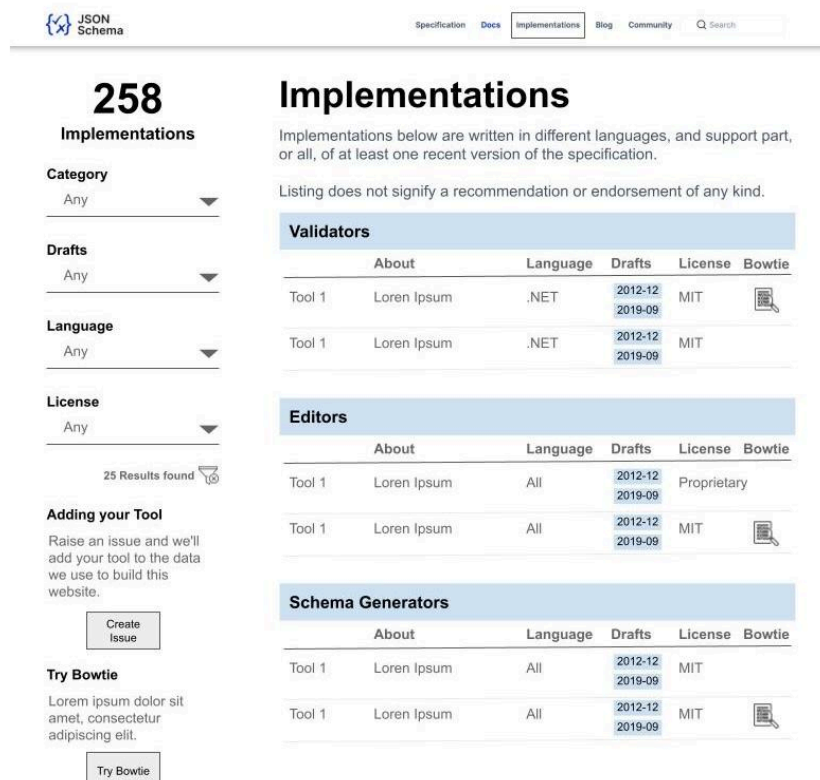 JSON
Schema
Specification Docs Implementations Blog Community Search
258
Implementations
Category
Any
Drafts
Any
Language
Any
License
Any
25 Results found
Adding your Tool
Raise an issue and we'll
add your tool to the data
we use to build this
website.
Create
Issue
Try Bowtie
Lorem ipsum dolor sit
amet, consectetur
adipiscing elit.
Try Bowtie
Implementations
Implementations below are written in different languages, and support part,
or all, of at least one recent version of the specification.
Listing does not signify a recommendation or endorsement of any kind.
Validators
About Language Drafts License Bowtie
Tool 1 Loren Ipsum .NET 2012-12 MIT
2019-09
Tool 1 Loren Ipsum .NET 2012-12 MIT
2019-09
Editors
About Language Drafts License Bowtie
Tool 1 Loren Ipsum All 2012-12 Proprietary
2019-09
Tool 1 Loren Ipsum All 2012-12 MIT
2019-09
Schema Generators
About Language Drafts License Bowtie
Tool 1 Loren Ipsum All 2012-12 MIT
2019-09
Tool 1 Loren Ipsum All 2012-12 MIT
2019-09